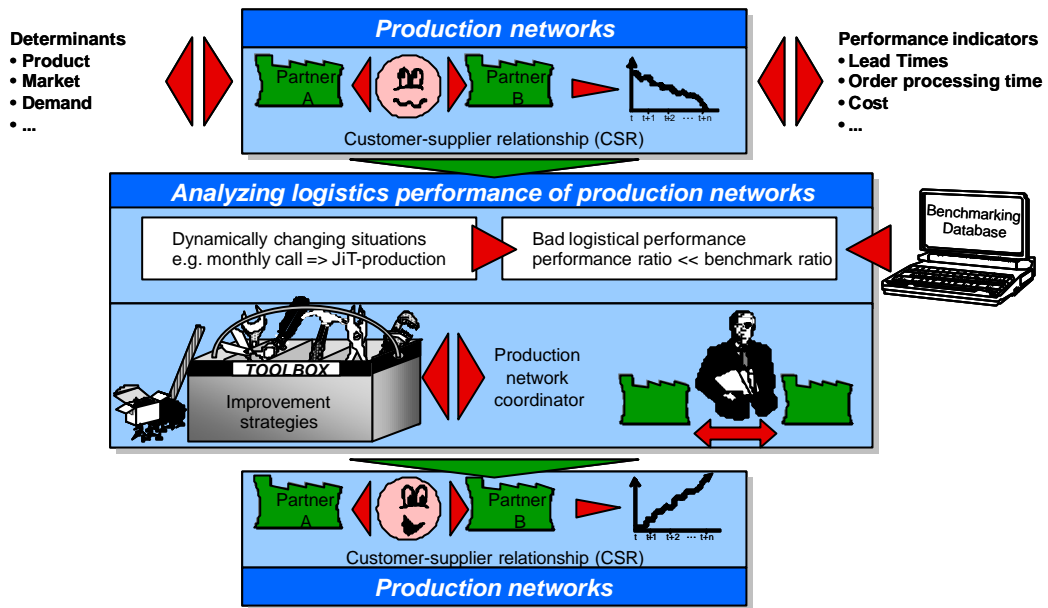 Production networks
Determinants
• Product
• Market
• Demand
• ...
Partner
A
Partner
B
t t+1 t+2 ... t+n
Customer-supplier relationship (CSR)
Performance indicators
• Lead Times
• Order processing time
• Cost
• ...
Analyzing logistics performance of production networks
Dynamically changing situations
e.g. monthly call => JiT-production
Bad logistical performance
performance ratio << benchmark ratio
Benchmarking
Database
TOOLBOX
Improvement
strategies
Production
network
coordinator
Partner
A
Partner
B
t t+1 t+2 ... t+n
Customer-supplier relationship (CSR)
Production networks